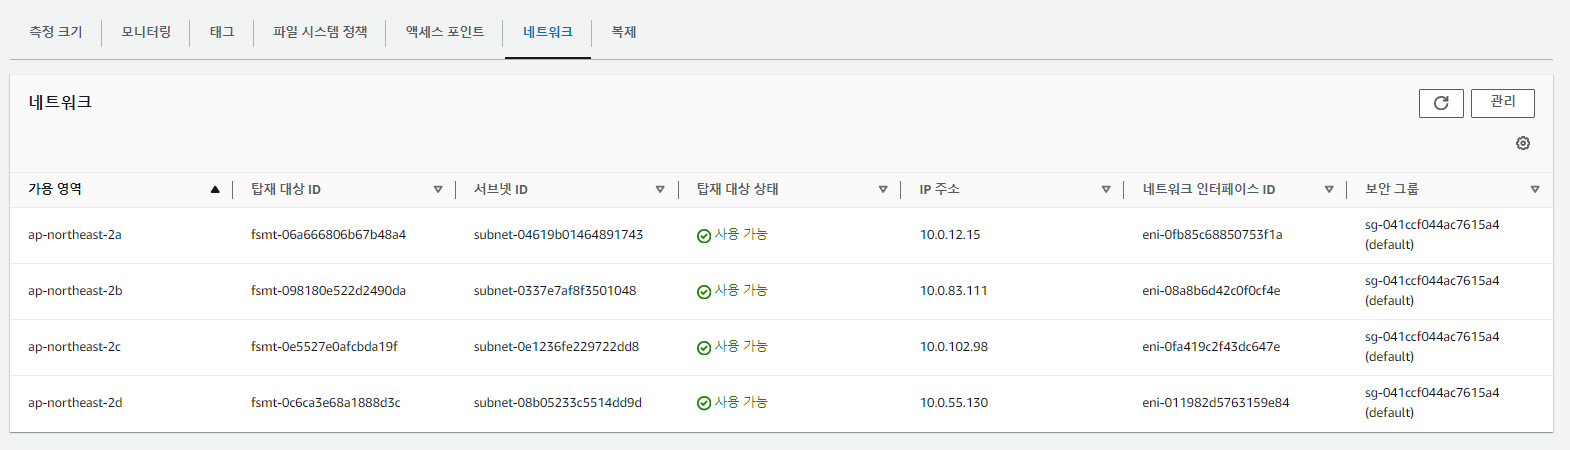 측정 크기 모니터링 태그 파일 시스템 정책 액세스 포인트 네트워크 복제
네트워크
관리
가용 영역 탑재 대상 ID 서브넷 ID 탑재 대상 상태 IP 주소 네트워크 인터페이스 ID 보안 그룹
ap-northeast-2a fsmt-06a666806b67b48a4 subnet-04619b01464891743 사용 가능 10.0.12.15 eni-0fb85c68850753f1a sg-041ccf044ac7615a4
(default)
ap-northeast-2b fsmt-098180e522d2490da subnet-0337e7af8f3501048 사용 가능 10.0.83.111 eni-08a8b6d42c0f0cf4e sg-041ccf044ac7615a4
(default)
ap-northeast-2c fsmt-0e5527e0afcbda19f subnet-0e1236fe229722dd8 사용 가능 10.0.102.98 eni-0fa419c2f43dc647e sg-041ccf044ac7615a4
(default)
ap-northeast-2d fsmt-0c6ca3e68a1888d3c subnet-08b05233c5514dd9d 사용 가능 10.0.55.130 eni-011982d5763159e84 sg-041ccf044ac7615a4
(default)